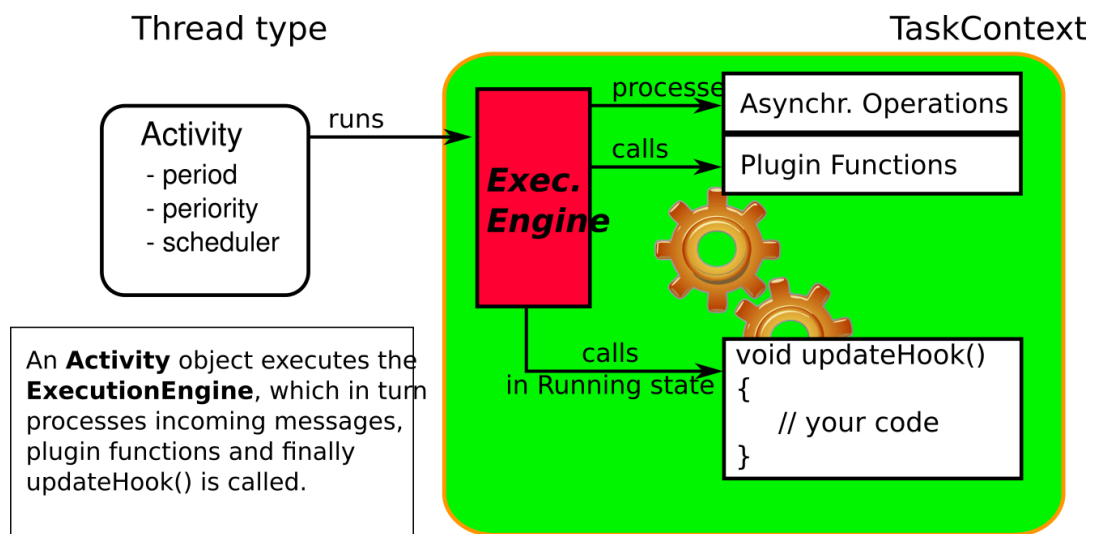 Thread type
TaskContext
Activity
- period
- periority
- scheduler
runs
Exec.
Engine
processe
Asynchr. Operations
calls
Plugin Functions
calls
in Running state
void updateHook()
{
// your code
}
An Activity object executes the
ExecutionEngine, which in turn
processes incoming messages,
plugin functions and finally
updateHook() is called.